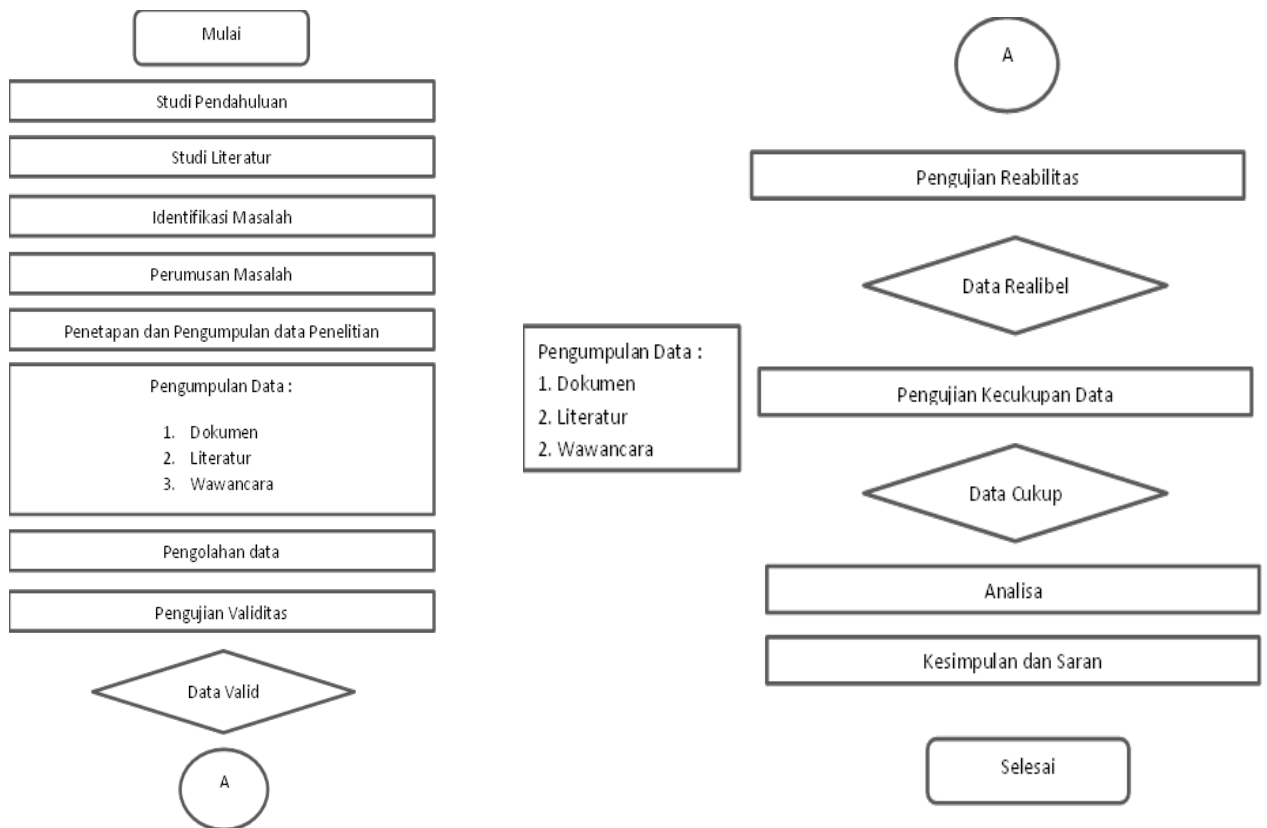 Mulai
Studi Pendahuluan
Studi Literatur
Identifikasi Masalah
Perumusan Masalah
Penetapan dan Pengumpulan data Penelitian
Pengumpulan Data :
1. Dokumen
2. Literatur
3. Wawancara
Pengolahan data
Pengujian Validitas
Data Valid
A
A
Pengujian Reabilitas
Data Realibel
Pengumpulan Data :
1. Dokumen
2. Literatur
2. Wawancara
Pengujian Kecukupan Data
Data Cukup
Analisa
Kesimpulan dan Saran
Selesai